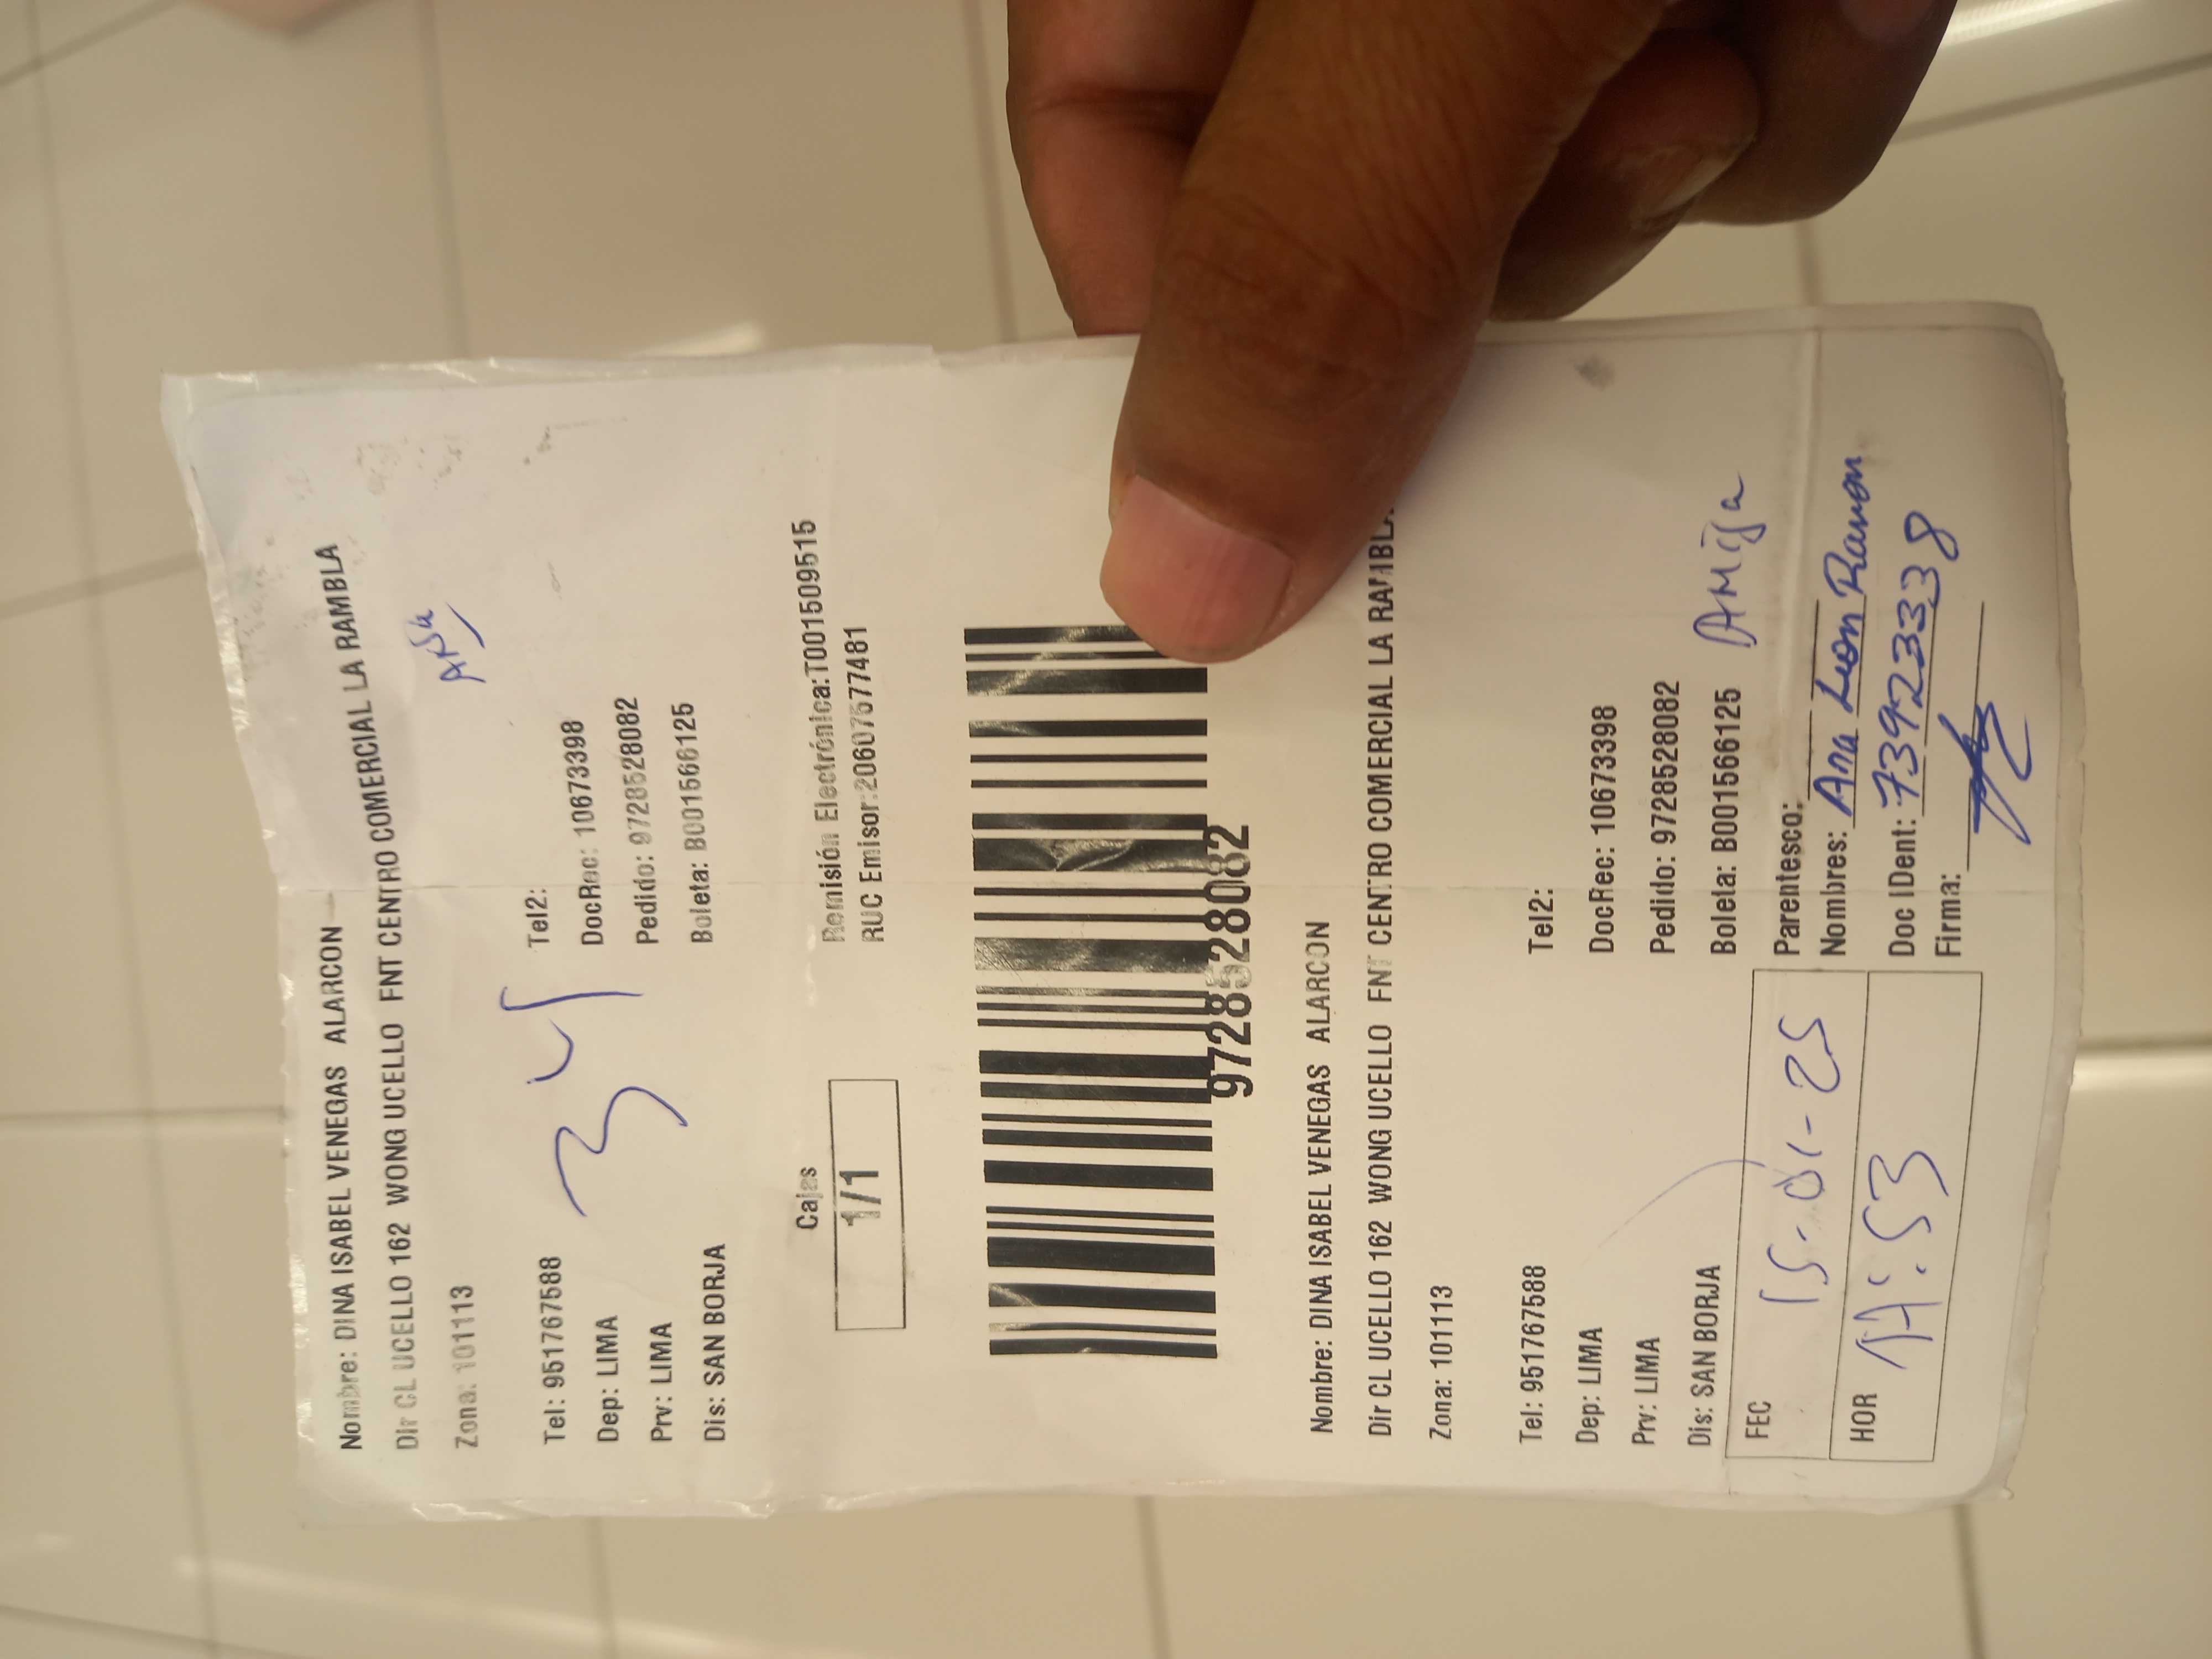 Nombre: DINA ISABEL VENEGAS ALARCON
Dir CL UCELLO 162 WONG UCELLO FNT CENTRO COMERCIAL LA RAMBLA
Zona: 101113
Tel: 951767588 Tel2:
Dep: LIMA DocRec: 10673398
Prv: LIMA Pedido: 9728528082
Dis: SAN BORJA Boleta: B001566125
Cajas
1/1
Remisión Electrónica:T001509515
RUC Emisor:20607577481
9728528082
Nombre: DINA ISABEL VENEGAS ALARCON
Dir CL UCELLO 162 WONG UCELLO FNT CENTRO COMERCIAL LA RAMBLA
Zona: 101113
Tel: 951767588 Tel2:
Dep: LIMA DocRec: 10673398
Prv: LIMA Pedido: 9728528082
Dis: SAN BORJA Boleta: B001566125
FEC 15-01-25
HOR
Parentesco: Amiga
Nombres: Ana Leon Ramon
Doc IDent: 73923338
Firma: